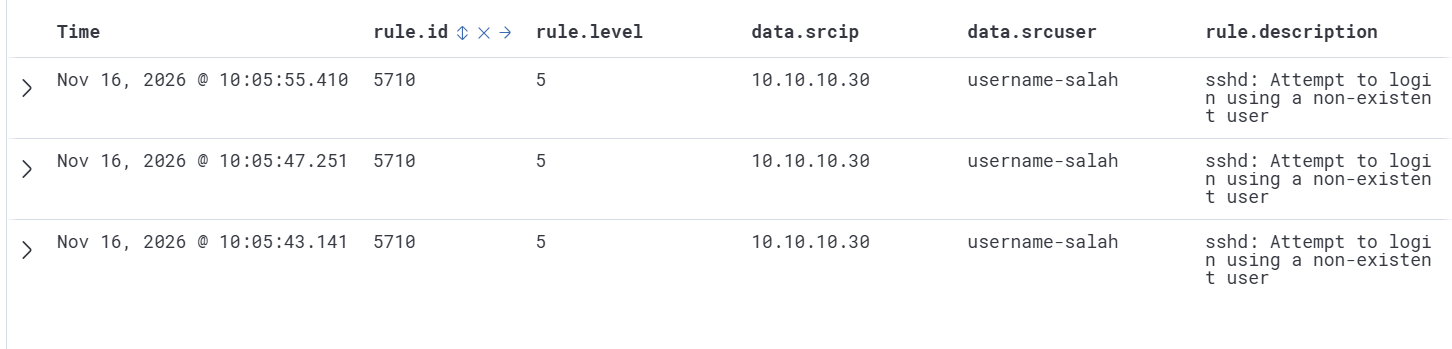 Time rule.id rule.level data.srcip data.srcuser rule.description
Nov 16, 2026 @ 10:05:55.410 5710 5 10.10.10.30 username-salah sshd: Attempt to logi
n using a non-existen
t user
Nov 16, 2026 @ 10:05:47.251 5710 5 10.10.10.30 username-salah sshd: Attempt to logi
n using a non-existen
t user
Nov 16, 2026 @ 10:05:43.141 5710 5 10.10.10.30 username-salah sshd: Attempt to logi
n using a non-existen
t user